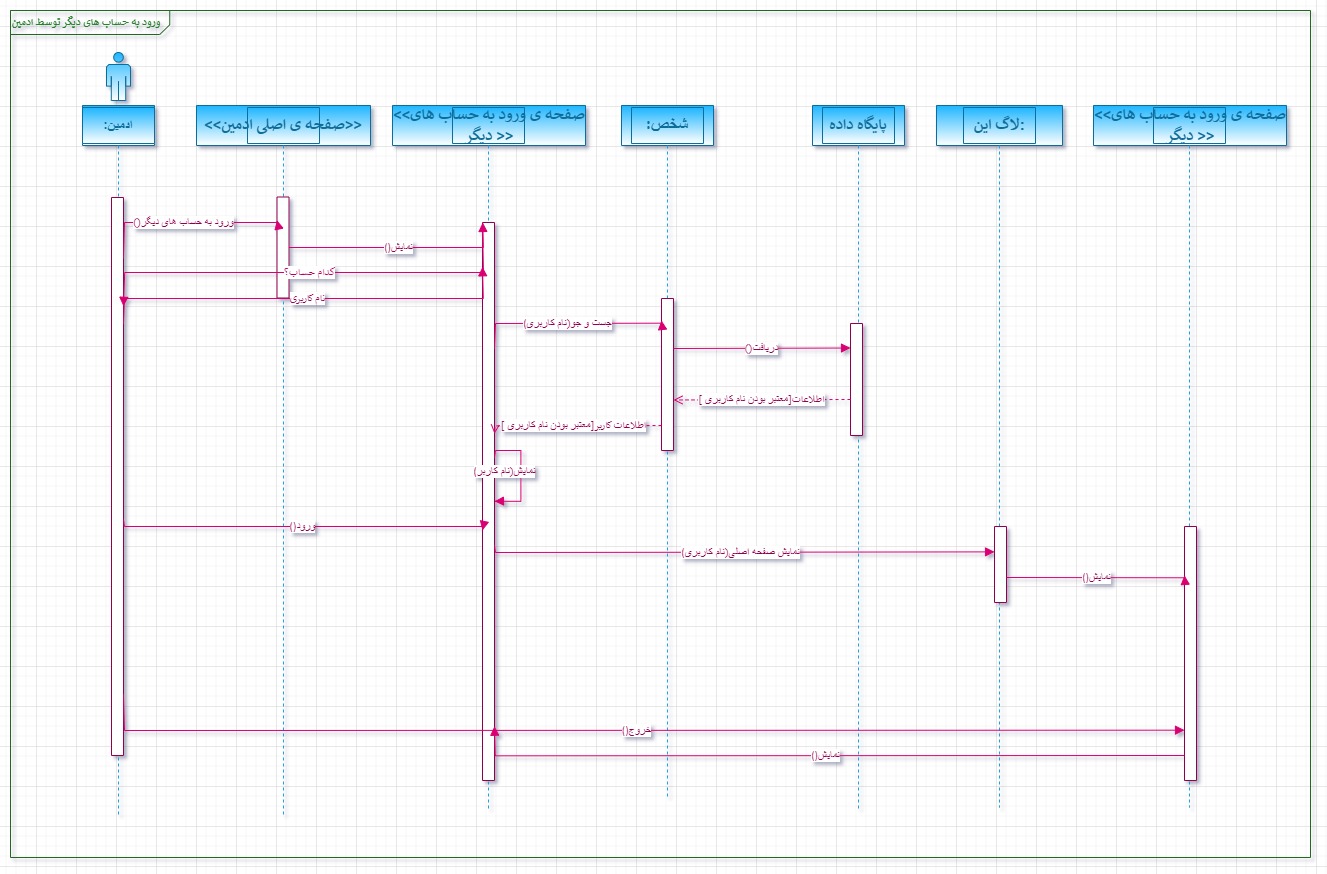 ورود به حساب های دیگر توسط ادمین
ادمین:
<<صفحه ی اصلی ادمین>>
<<صفحه ی ورود به حساب های
دیگر >>
شخص:
پایگاه داده
لاگ این:
<<صفحه ی ورود به حساب های
دیگر >>
ورود به حساب های دیگر()
نمایش()
کدام حساب؟
نام کاربری
جست و جو(نام کاربری)
دریافت()
اطلاعات[معتبر بودن نام کاربری ]
طلاعات کاربر[معتبر بودن نام کاربری ]
نمایش(نام کاربر)
ورود()
نمایش صفحه اصلی(نام کاربری)
نمایش()
خروج()
نمایش()